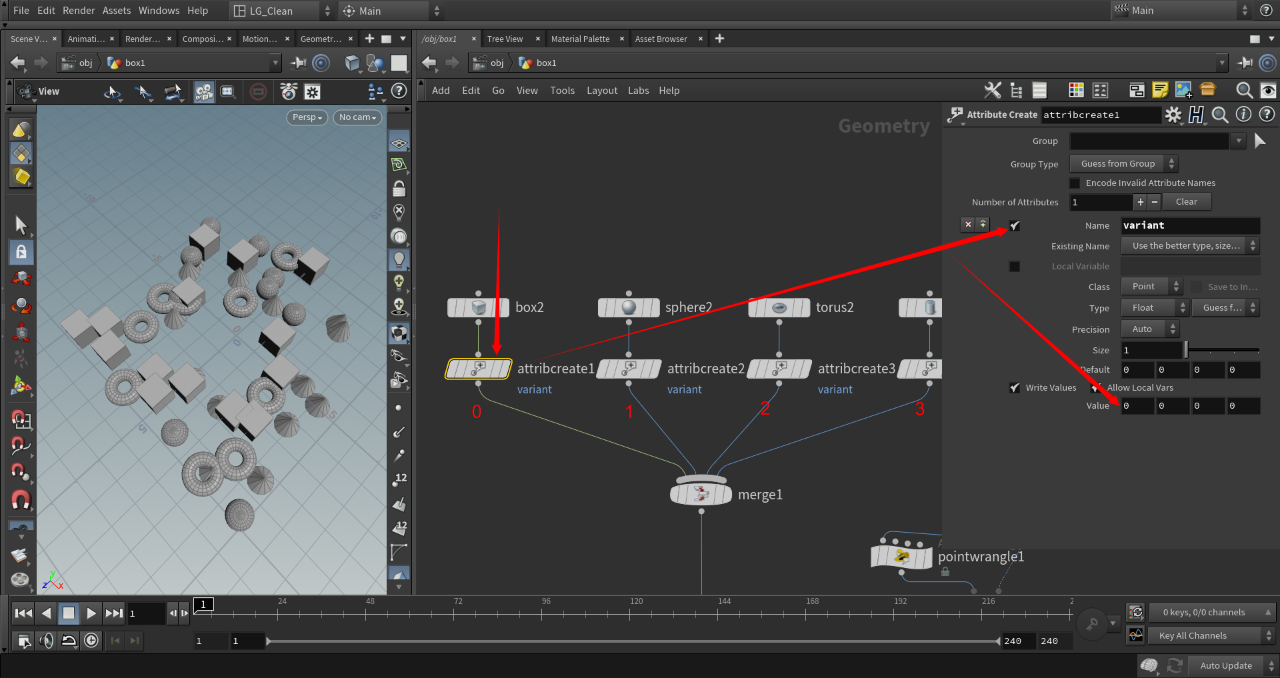 File Edit Render Assets Windows Help LG_Clean Main Main
Scene V... Animati... Render... Composi... Motion... Geometr... /obj/box1 Tree View Material Palette Asset Browser
obj box1 obj box1
View Add Edit Go View Tools Layout Labs Help
Persp No cam
Geometry
Attribute Create attribcreate1
Group
Group Type Guess from Group
Encode Invalid Attribute Names
Number of Attributes 1 Clear
Name variant
Existing Name Use the better type, size...
Local Variable
Class Point Save to In...
Type Float Guess f...
Precision Auto
Size 1
Default 0 0 0 0
Write Values Allow Local Vars
Value 0 0 0 0
box2 sphere2 torus2
attribcreate1 attribcreate2 attribcreate3
variant variant variant
0 1 2 3
merge1
pointwrangle1
12
12
z y x
1 1 24 48 72 96 120 144 168 192 216 2
0 keys, 0/0 channels
1 1 240 240 Key All Channels
Auto Update